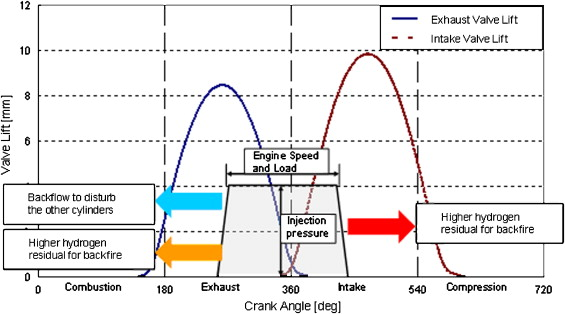 Exhaust Valve Lift
Intake Valve Lift
Valve Lift [mm]
12
10
8
6
0
Engine Speed
and Load
Injection
pressure
Backflow to disturb
the other cylinders
Higher hydrogen
residual for backfire
Higher hydrogen
residual for backfire
0
180
360
540
720
Combustion
Exhaust
Intake
Compression
Crank Angle [deg]